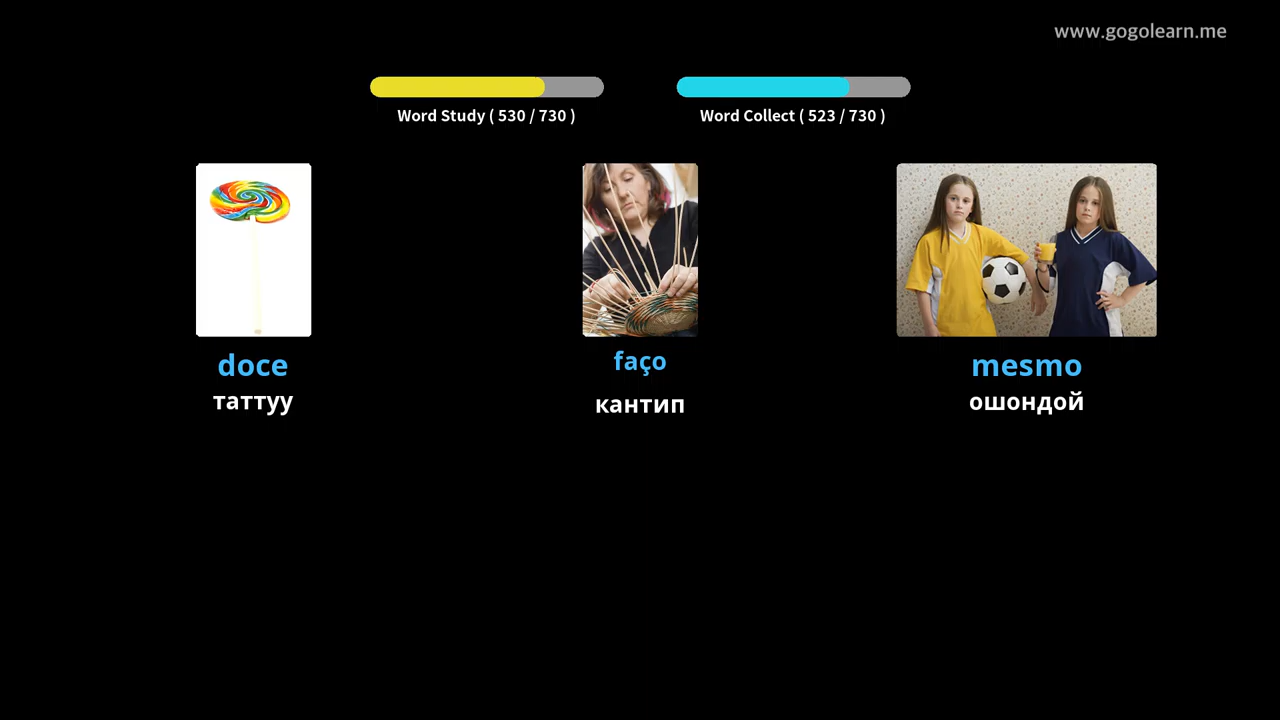 www.gogolearn.me
Word Study ( 530 / 730 )
Word Collect ( 523 / 730 )
doce
таттуу
faço
кантип
mesmo
ошондой